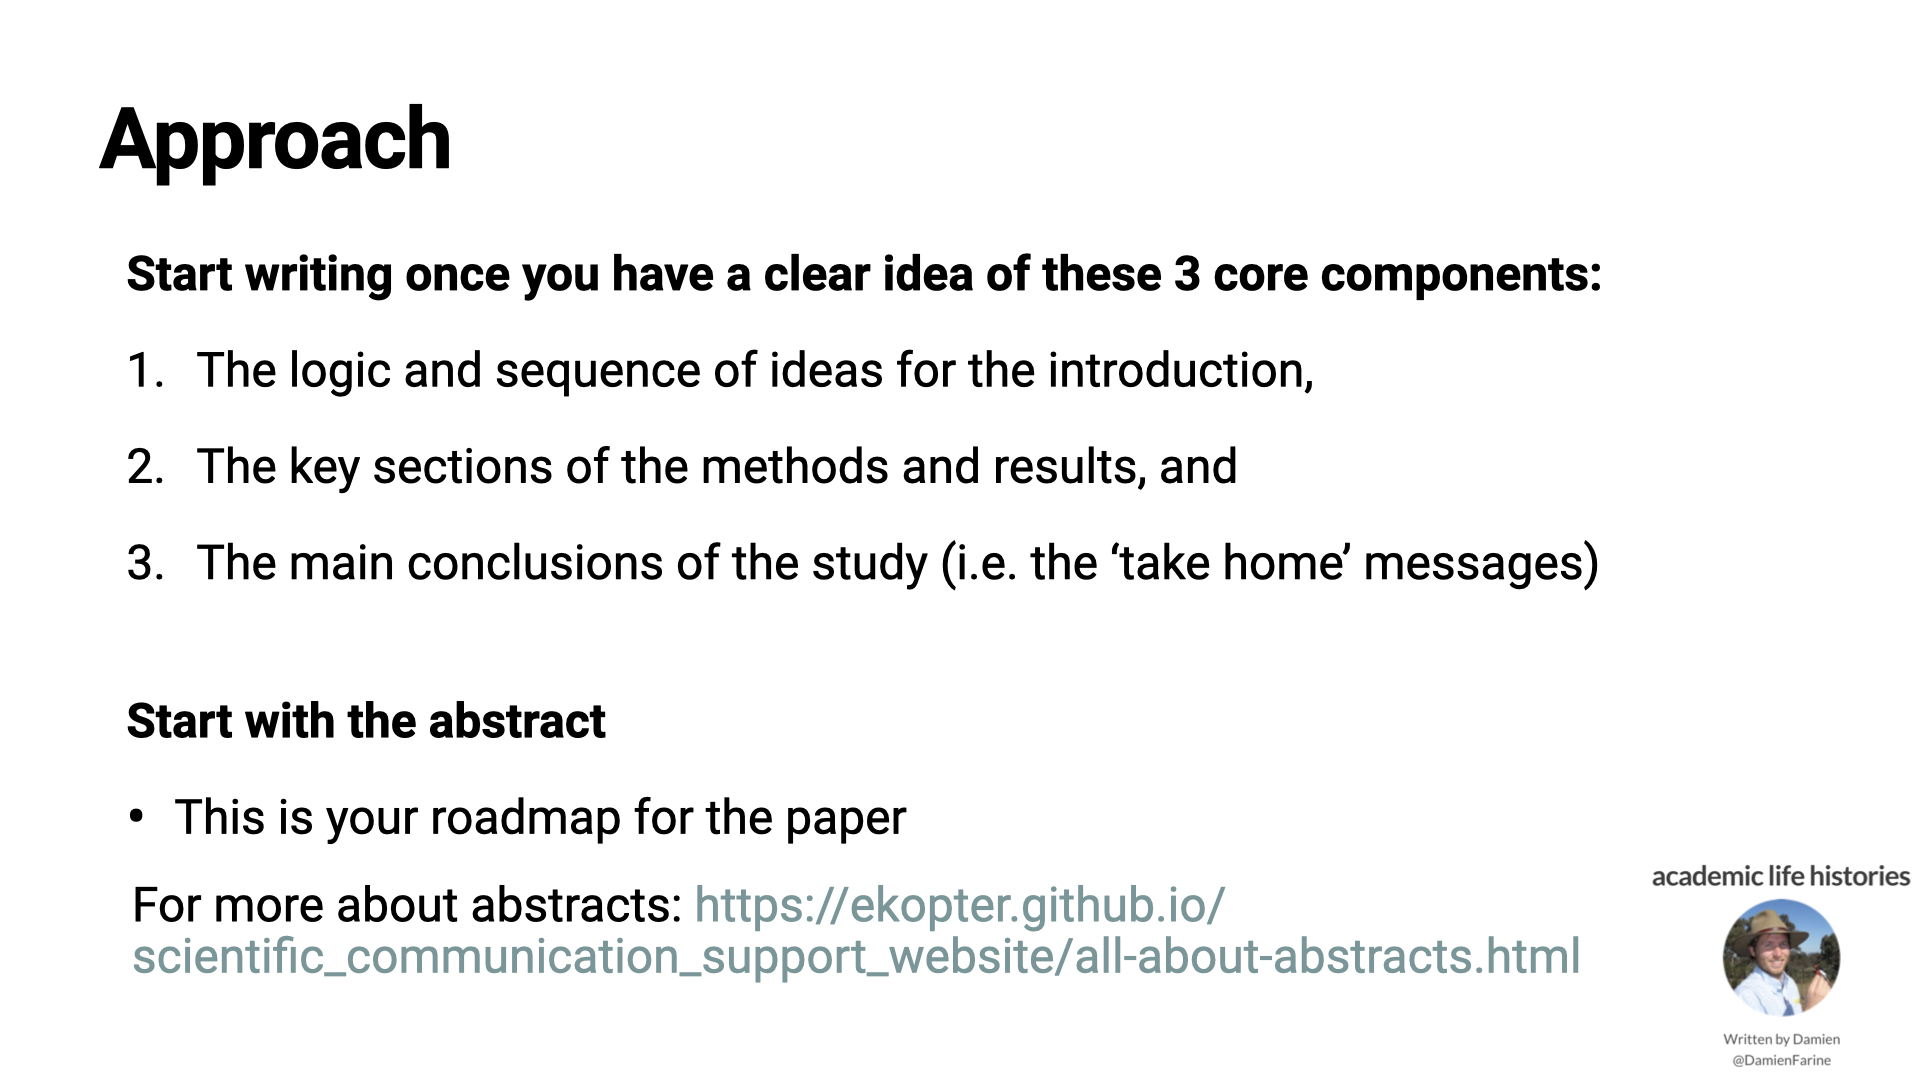 Approach
Start writing once you have a clear idea of these 3 core components:
1. The logic and sequence of ideas for the introduction,
2. The key sections of the methods and results, and
3. The main conclusions of the study (i.e. the ‘take home’ messages)
Start with the abstract
• This is your roadmap for the paper
For more about abstracts: https://ekopter.github.io/
scientific_communication_support_website/all-about-abstracts.html
academic life histories
Written by Damien
@DamienFarine